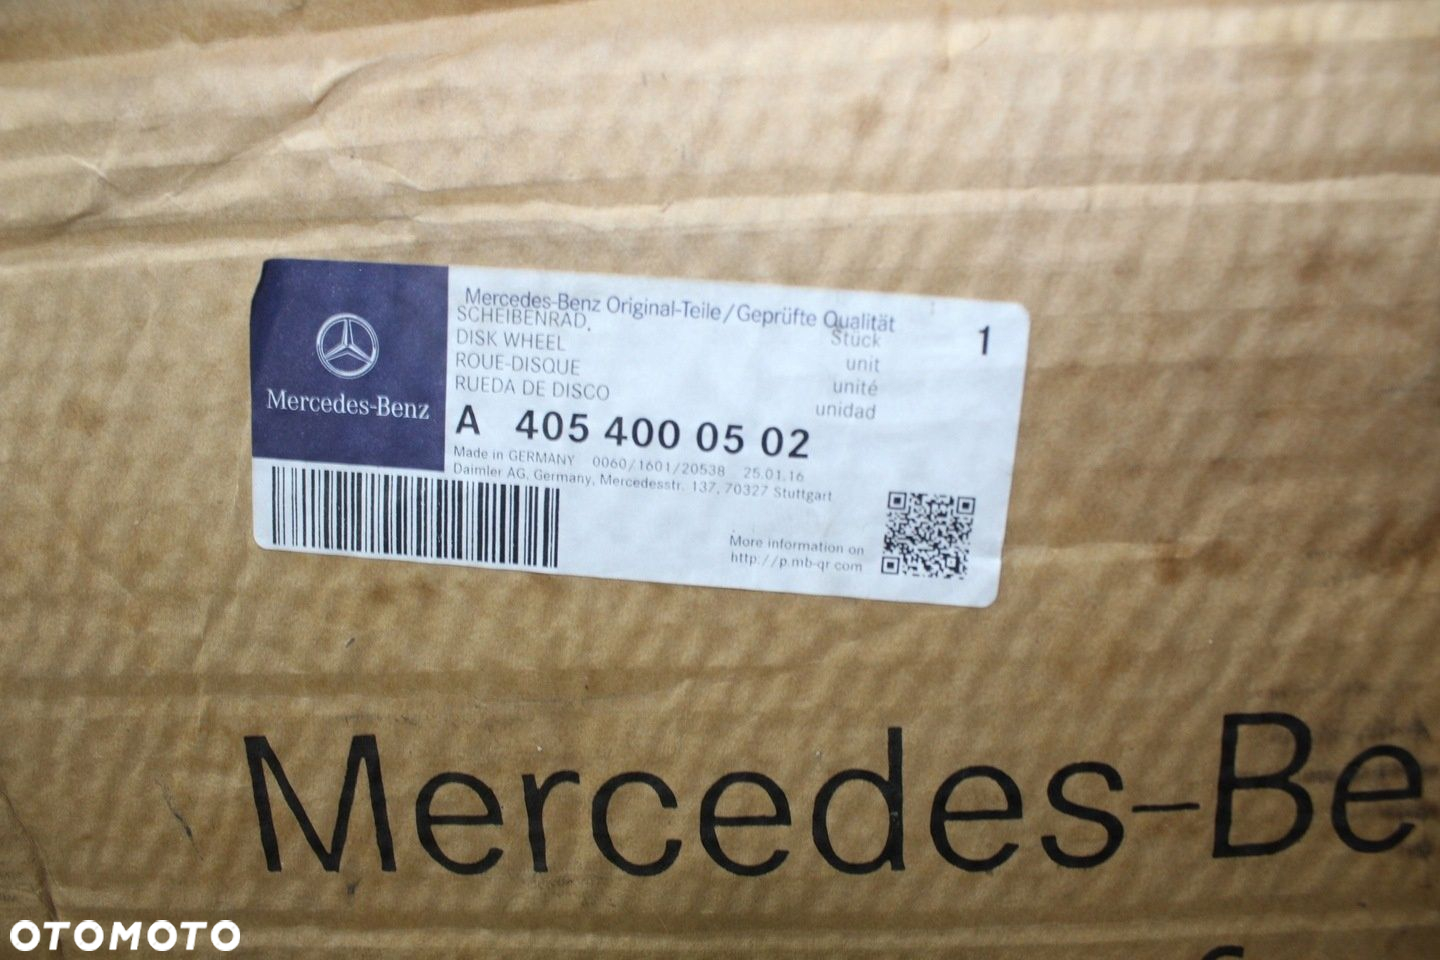 Mercedes-Benz Original-Teile/Geprüfte Qualität
SCHEIBENRAD,
Stück
1
DISK WHEEL
unit
ROUE-DISQUE
unité
RUEDA DE DISCO
unidad
Mercedes-Benz
A 405 400 05 02
Made in GERMANY 0060/1601/20538 25.01.16
Daimler AG, Germany, Mercedesstr. 137, 70327 Stuttgart
More information on
http://p.mb-qr.com
Mercedes-Be
OTOMOTO